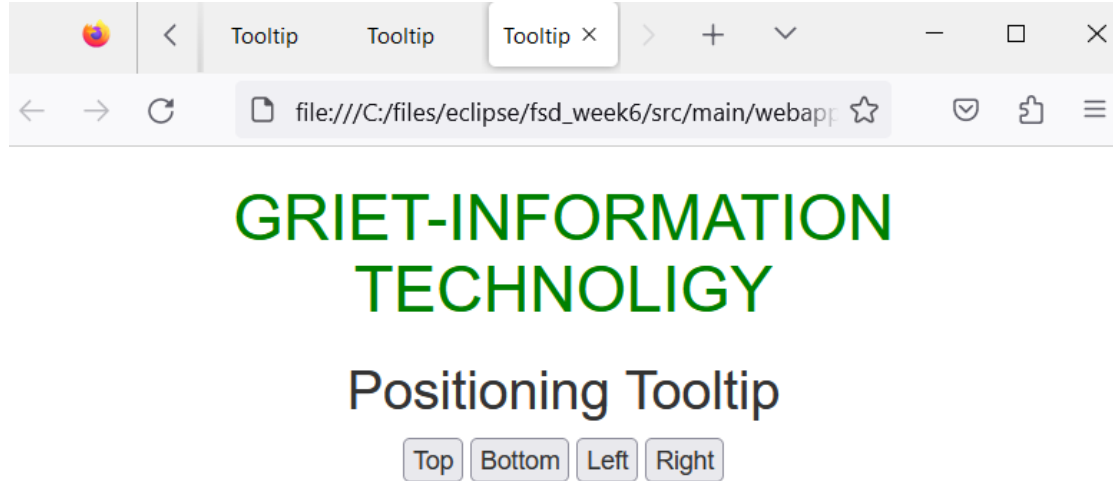 Tooltip Tooltip Tooltip
file:///C:/files/eclipse/fsd_week6/src/main/webapp
GRIET-INFORMATION
TECHNOLIGY
Positioning Tooltip
Top Bottom Left Right